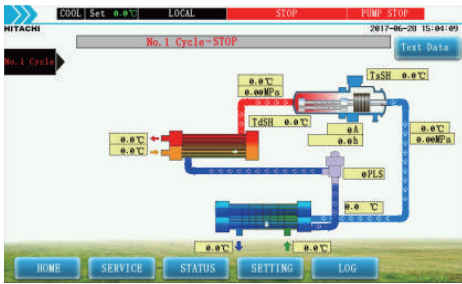 COOL Set 0.0℃ LOCAL STOP PUMP STOP
HITACHI 2017-06-28 15:04:09
No.1 Cycle-STOP
Text Data
No.1 Cycle
0.0℃
0.00MPa
TsSH 0.0℃
TdSH 0.0℃
0A
0.0h
0.0℃
0.00MPa
0.0℃
0.0℃
0PLS
0.0 ℃
0.0℃ 0.0℃
HOME SERVICE STATUS SETTING LOG